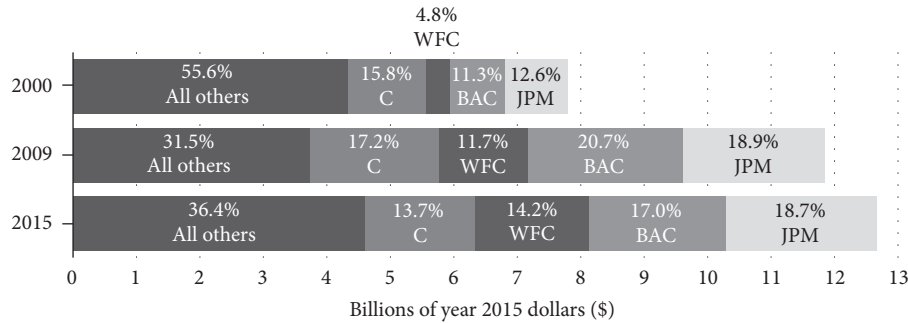 4.8%
WFC
2000
55.6%
All others
15.8%
C
11.3%
BAC
12.6%
JPM
2009
31.5%
All others
17.2%
C
11.7%
WFC
20.7%
BAC
18.9%
JPM
2015
36.4%
All others
13.7%
C
14.2%
WFC
17.0%
BAC
18.7%
JPM
0 1 2 3 4 5 6 7 8 9 10 11 12 13
Billions of year 2015 dollars ($)